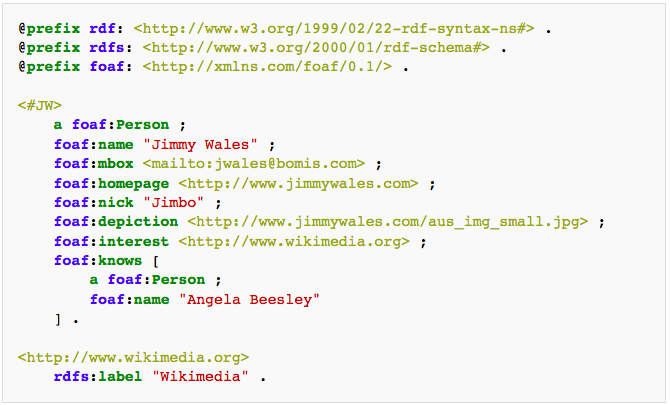 @prefix rdf: <http://www.w3.org/1999/02/22-rdf-syntax-ns#> .
@prefix rdfs: <http://www.w3.org/2000/01/rdf-schema#> .
@prefix foaf: <http://xmlns.com/foaf/0.1/> .

<#JW>
    a foaf:Person ;
    foaf:name "Jimmy Wales" ;
    foaf:mbox <mailto:jwales@bomis.com> ;
    foaf:homepage <http://www.jimmywales.com> ;
    foaf:nick "Jimbo" ;
    foaf:depiction <http://www.jimmywales.com/aus_img_small.jpg> ;
    foaf:interest <http://www.wikimedia.org> ;
    foaf:knows [
        a foaf:Person ;
        foaf:name "Angela Beesley"
    ] .

<http://www.wikimedia.org>
    rdfs:label "Wikimedia" .